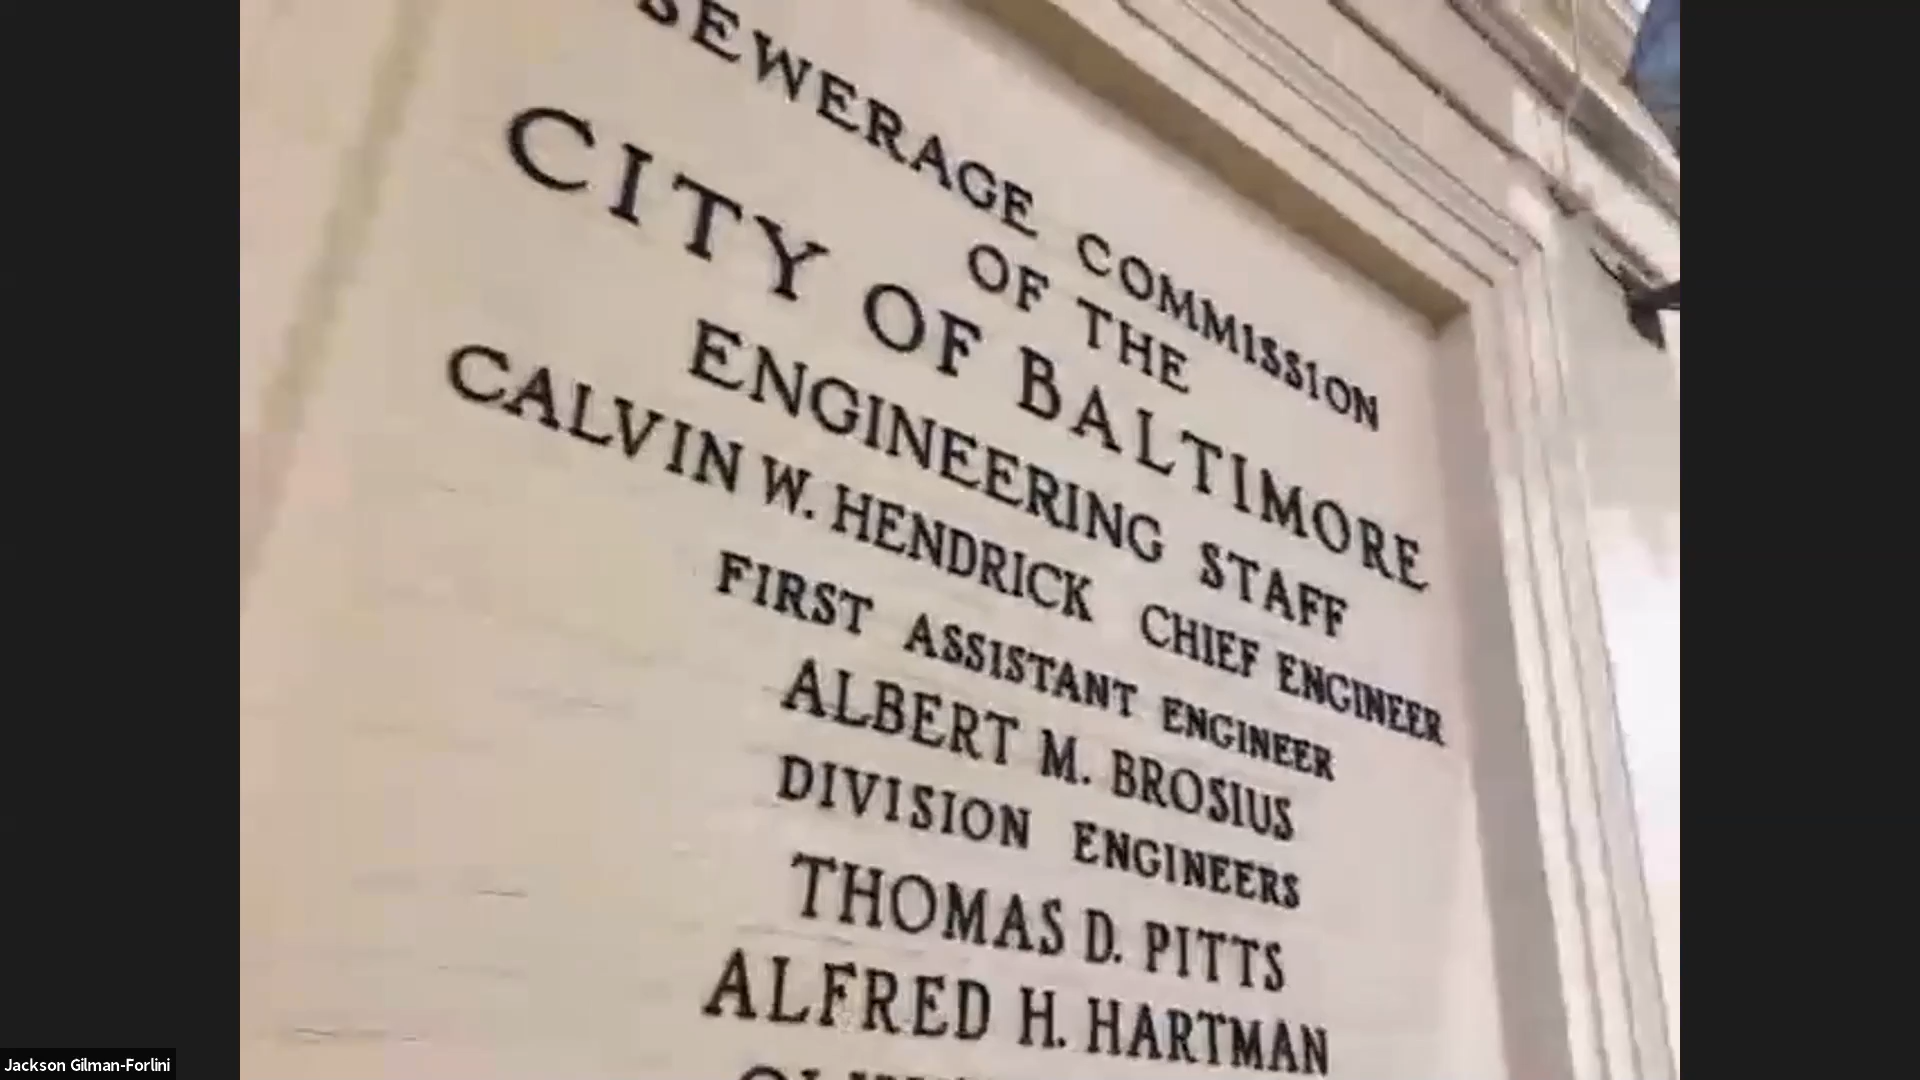 SEWERAGE COMMISSION
OF THE
CITY OF BALTIMORE
ENGINEERING STAFF
CALVIN W. HENDRICK CHIEF ENGINEER
FIRST ASSISTANT ENGINEER
ALBERT M. BROSIUS
DIVISION ENGINEERS
THOMAS D. PITTS
ALFRED H. HARTMAN
Jackson Gilman-Forlini